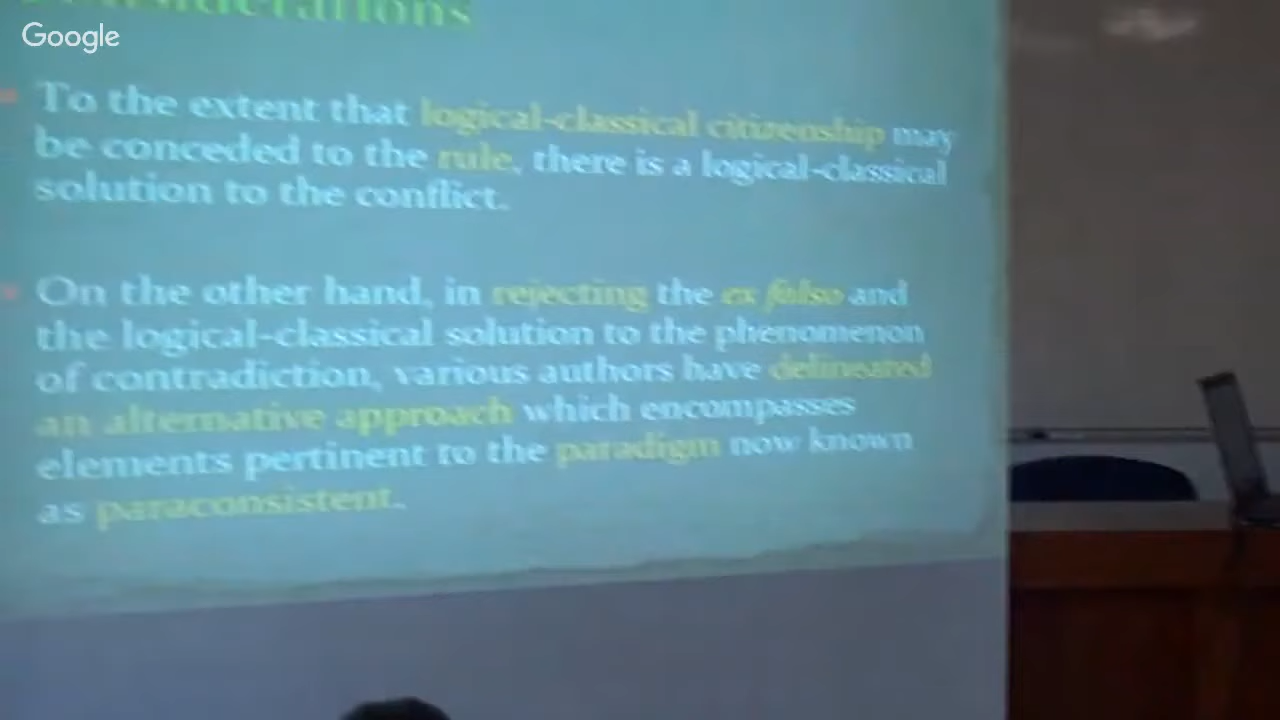 Google
To the extent that logical-classical citizenship may
be conceded to the rule, there is a logical-classical
solution to the conflict.
On the other hand, in rejecting the ex falso and
the logical-classical solution to the phenomenon
of contradiction, various authors have delineated
an alternative approach which encompasses
elements pertinent to the paradigm now known
as paraconsistent.